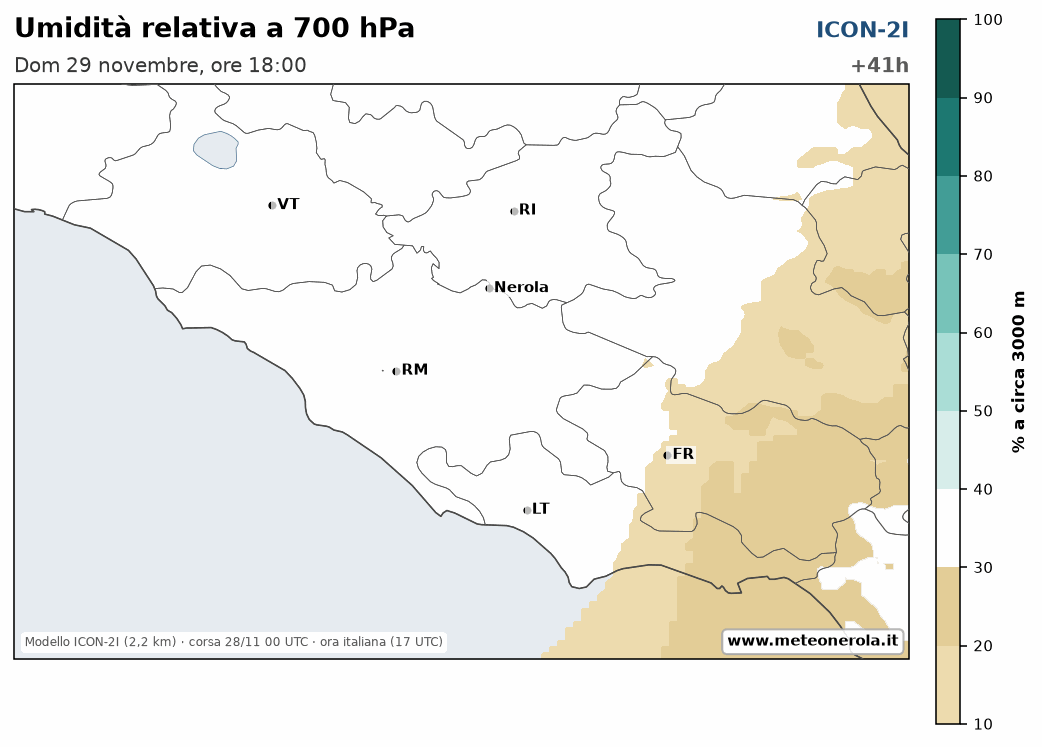 Umidità relativa a 700 hPa
ICON-2I
Dom 29 novembre, ore 18:00
+41h
100
90
80
70
60
50
40
30
20
10
% a circa 3000 m
VT
RI
Nerola
RM
FR
LT
Modello ICON-2I (2,2 km) · corsa 28/11 00 UTC · ora italiana (17 UTC)
www.meteonerola.it